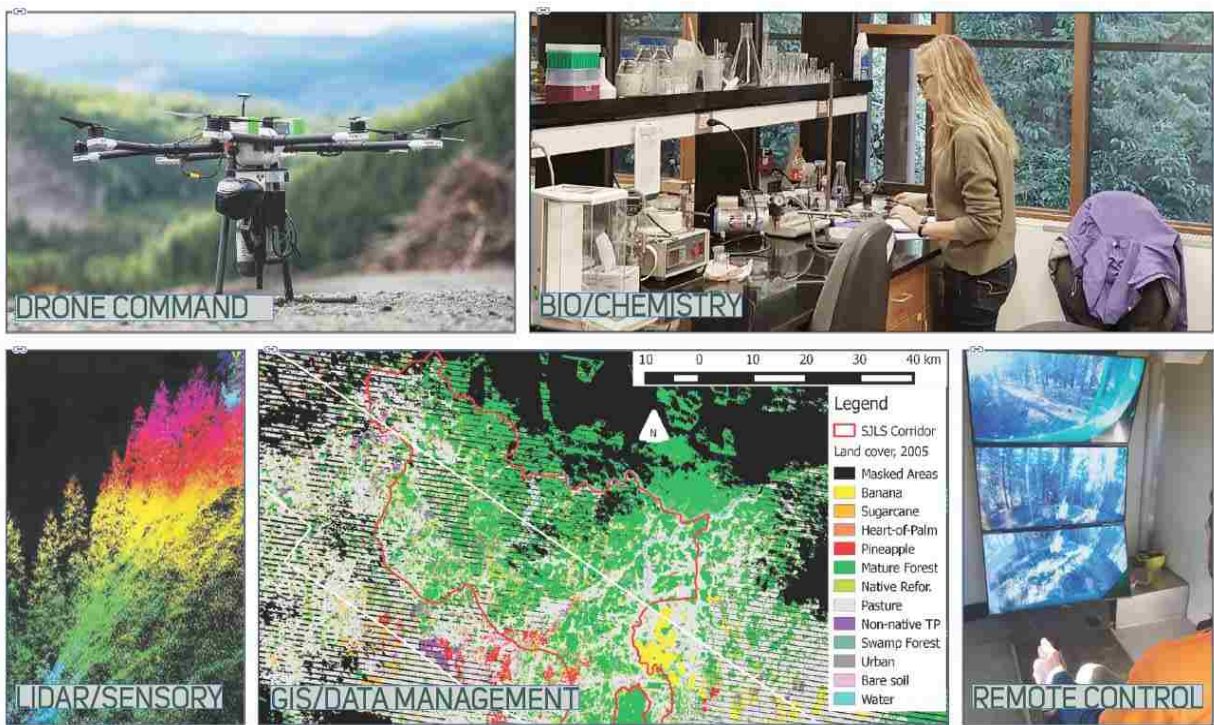 DRONE COMMAND
BIO/CHEMISTRY
LIDAR/SENSORY
GIS/DATA MANAGEMENT
10 0 10 20 30 40 km
N
Legend
SJLS Corridor
Land cover, 2005
Masked Areas
Banana
Sugarcane
Heart-of-Palm
Pineapple
Mature Forest
Native Refor.
Pasture
Non-native TP
Swamp Forest
Urban
Bare soil
Water
REMOTE CONTROL